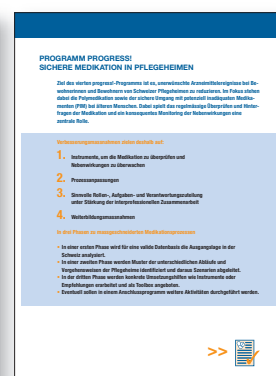 PROGRAMM PROGRESS!
SICHERE MEDIKATION IN PFLEGEHEIMEN
Ziel des vierten progress!-Programms ist es, unerwünschte Arzneimittelereignisse bei Be-
wohnerinnen und Bewohnern von Schweizer Pflegeheimen zu reduzieren. Im Fokus stehen
dabei die Polymedikation sowie der sichere Umgang mit potenziell inadäquaten Medika-
menten (PIM) bei älteren Menschen. Dabei spielt das regelmässige Überprüfen und Hinter-
fragen der Medikation und ein konsequentes Monitoring der Nebenwirkungen eine
zentrale Rolle.
Verbesserungsmassnahmen zielen deshalb auf:
1. Instrumente, um die Medikation zu überprüfen und
Nebenwirkungen zu überwachen
2. Prozessanpassungen
3. Sinnvolle Rollen-, Aufgaben- und Verantwortungszuteilung
unter Stärkung der interprofessionellen Zusammenarbeit
4. Weiterbildungsmassnahmen
In drei Phasen zu massgeschneiderten Medikationsprozessen
• In einer ersten Phase wird für eine valide Datenbasis die Ausgangslage in der
Schweiz analysiert.
• In einer zweiten Phase werden Muster der unterschiedlichen Abläufe und
Vorgehensweisen der Pflegeheime identifiziert und daraus Szenarien abgeleitet.
• In der dritten Phase werden konkrete Umsetzungshilfen wie Instrumente oder
Empfehlungen erarbeitet und als Toolbox angeboten.
• Eventuell sollen in einem Anschlussprogramm weitere Aktivitäten durchgeführt werden.
>>